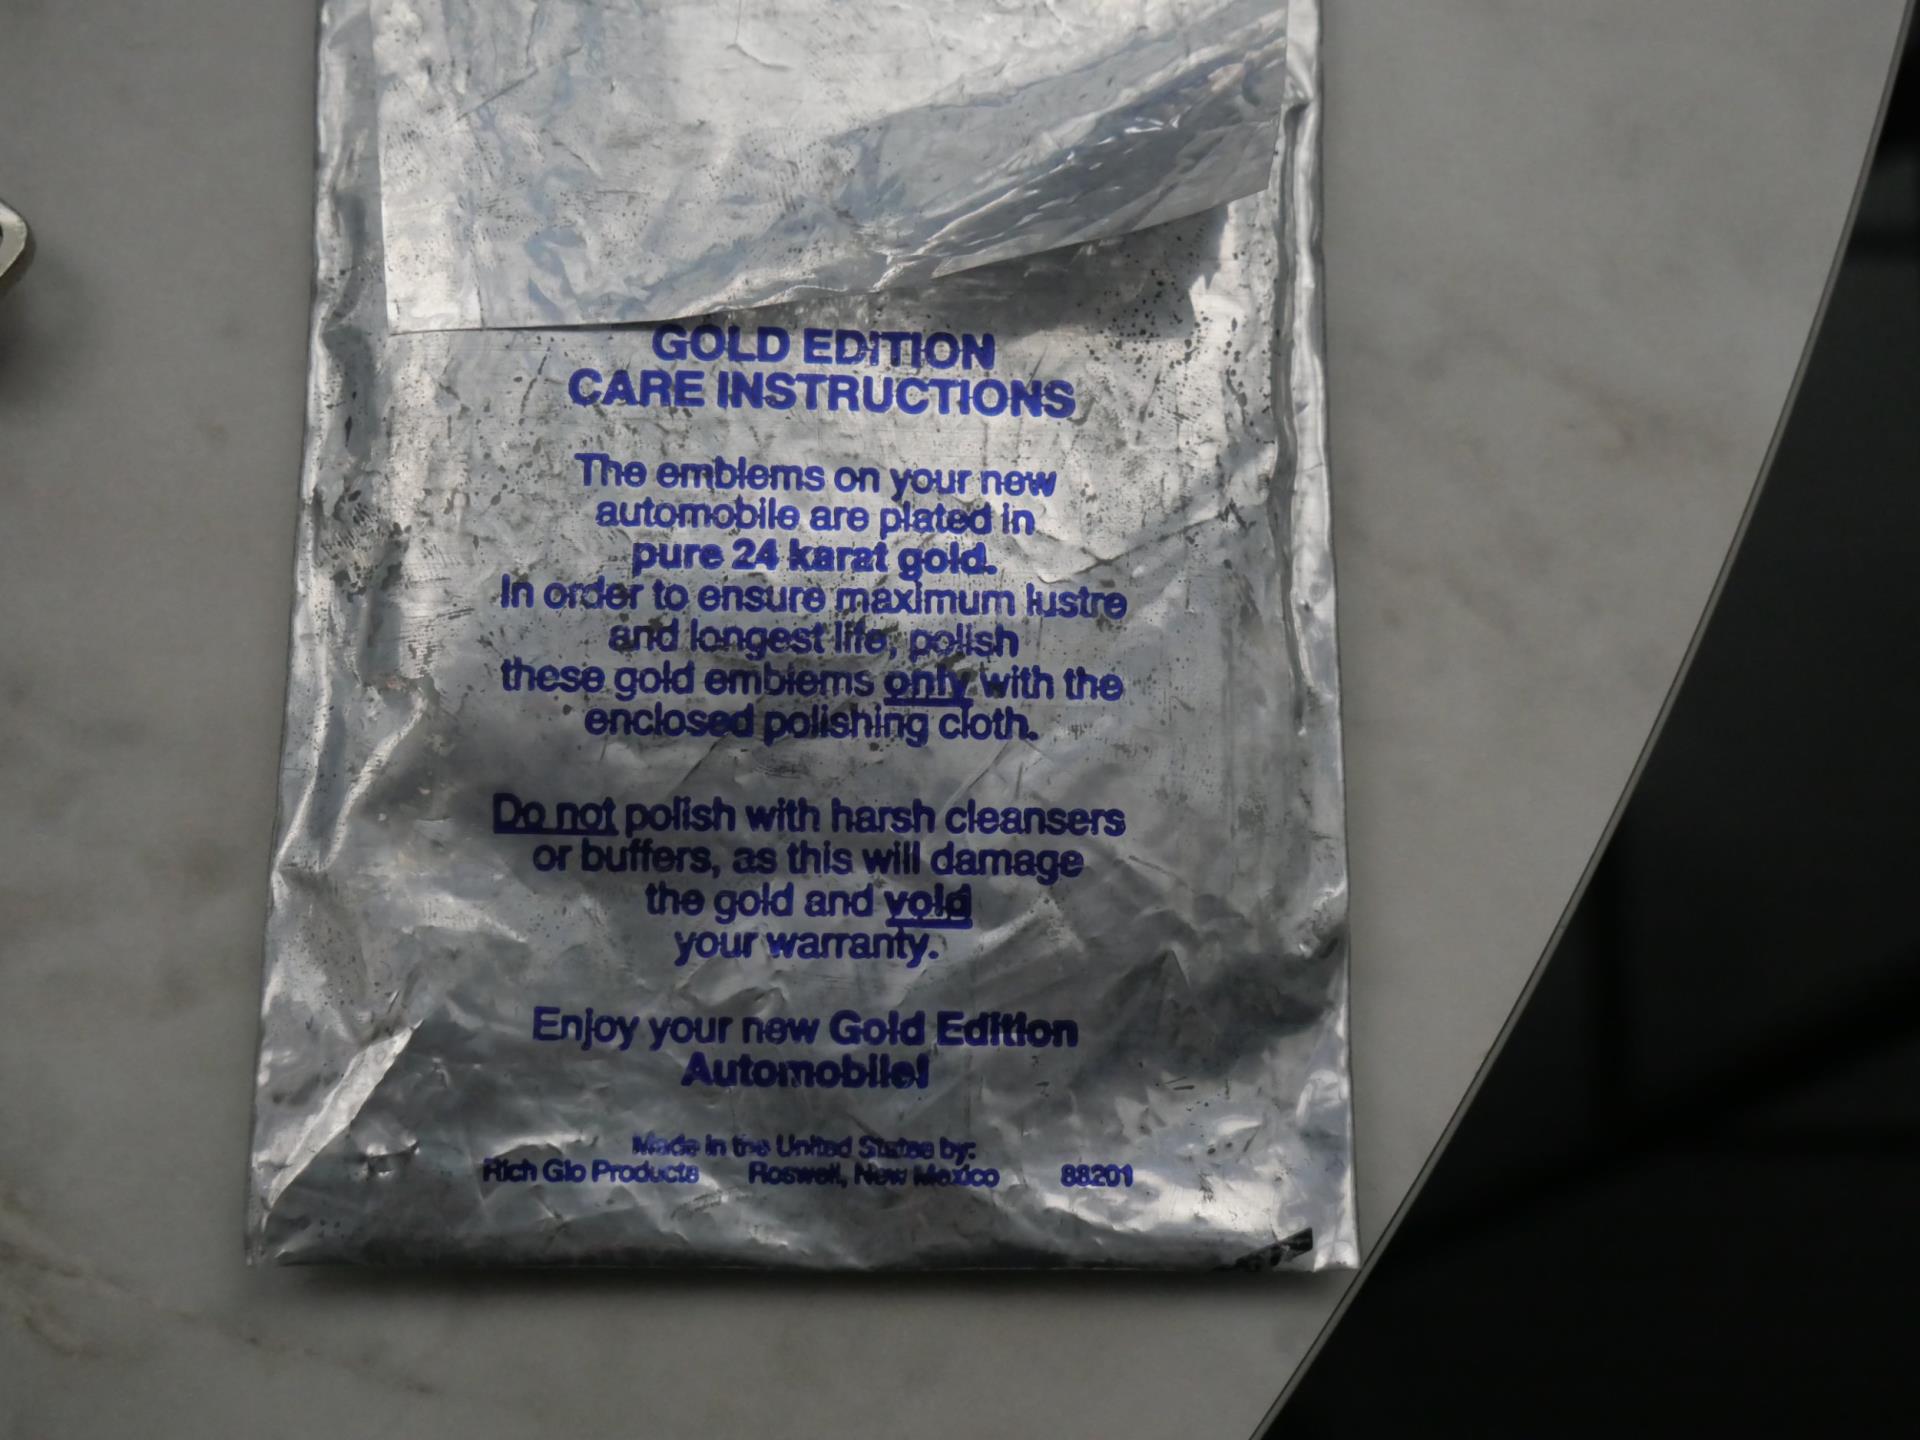 GOLD EDITION
CARE INSTRUCTIONS
The emblems on your new
automobile are plated in
pure 24 karat gold.
In order to ensure maximum lustre
and longest life, polish
these gold emblems only with the
enclosed polishing cloth.
Do not polish with harsh cleansers
or buffers, as this will damage
the gold and void
your warranty.
Enjoy your new Gold Edition
Automobile!
Made in the United States by:
Rich Glo Products Roswell, New Mexico 88201